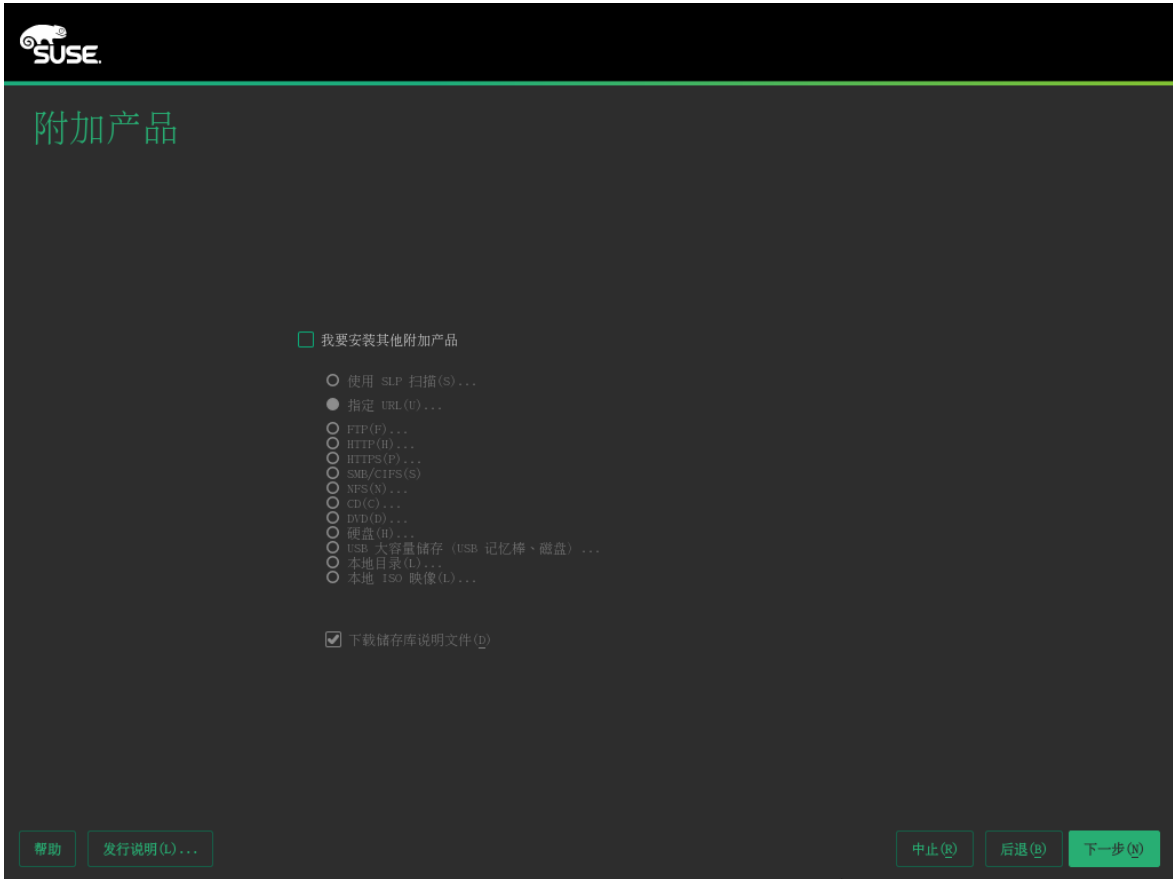 SUSE.
附加产品
我要安装其他附加产品
使用 SLP 扫描(S)...
指定 URL(U)...
FTP(F)...
HTTP(H)...
HTTPS(P)...
SMB/CIFS(S)
NFS(N)...
CD(C)...
DVD(D)...
硬盘(H)...
USB 大容量储存（USB 记忆棒、磁盘）...
本地目录(L)...
本地 ISO 映像(L)...
下载储存库说明文件(D)
帮助 发行说明(L)... 中止(R) 后退(B) 下一步(N)